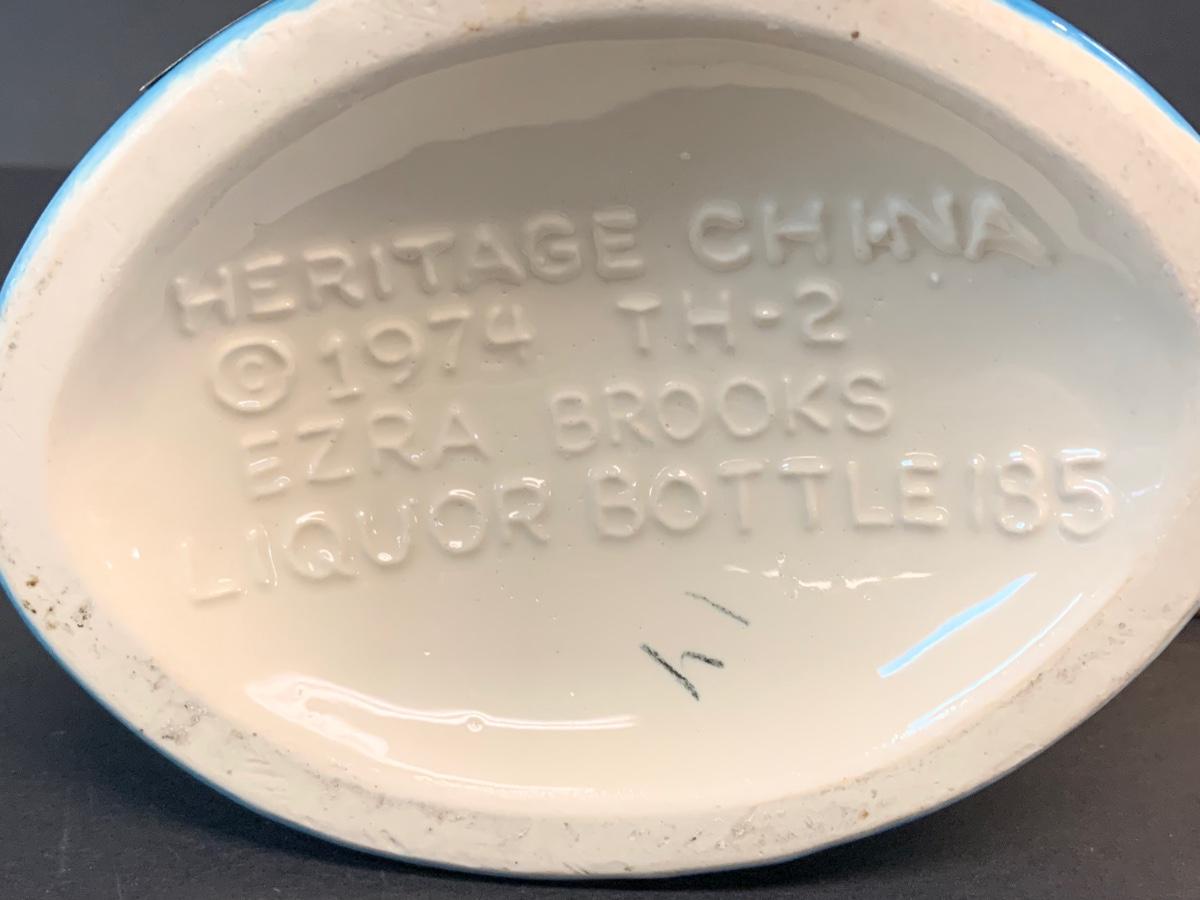 HERITAGE CHINA
©1974 TH-2
EZRA BROOKS
LIQUOR BOTTLE 185